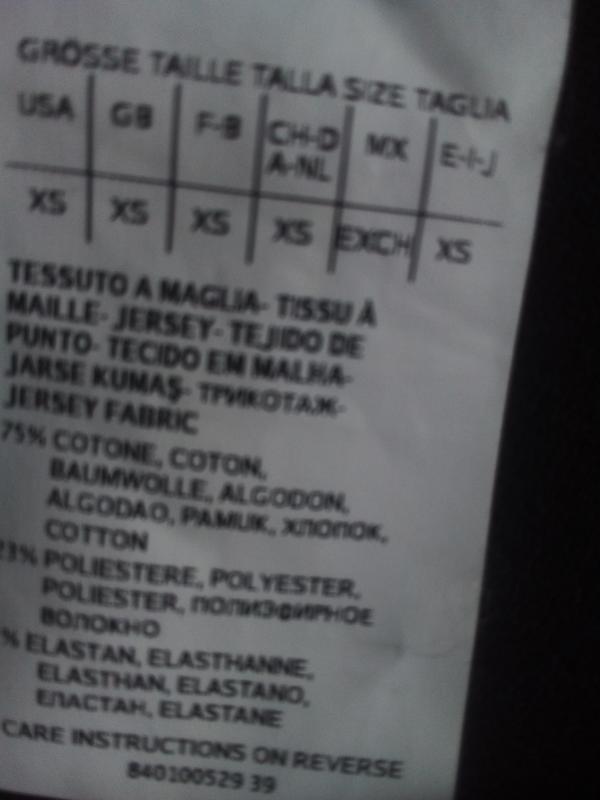 GRÖSSE TAILLE TALLA SIZE TAGLIA
USA GB F-B CH-D A-NL MX E-I-J
XS XS XS XS EXCH XS
TESSUTO A MAGLIA- TISSU À
MAILLE- JERSEY- TEJIDO DE
PUNTO- TECIDO EM MALHA-
JARSE KUMAŞ- ТРИКОТАЖ-
JERSEY FABRIC
75% COTONE, COTON,
BAUMWOLLE, ALGODON,
ALGODAO, PAMUK, ХЛОПОК,
COTTON
23% POLIESTERE, POLYESTER,
POLIESTER, ПОЛИЭФИРНОЕ
ВОЛОКНО
% ELASTAN, ELASTHANNE,
ELASTHAN, ELASTANO,
ЕЛАСТАН, ELASTANE
CARE INSTRUCTIONS ON REVERSE
840100529 39